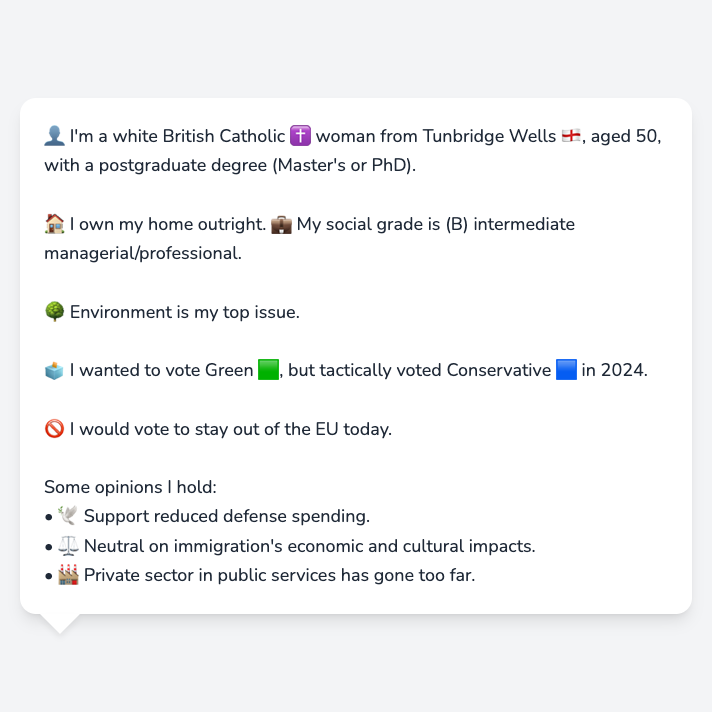 👤 I'm a white British Catholic ✝️ woman from Tunbridge Wells 🏴󠁧󠁢󠁥󠁮󠁧󠁿, aged 50,
with a postgraduate degree (Master's or PhD).
🏠 I own my home outright. 💼 My social grade is (B) intermediate
managerial/professional.
🌳 Environment is my top issue.
🗳️ I wanted to vote Green 🟩, but tactically voted Conservative 🟦 in 2024.
🚫 I would vote to stay out of the EU today.
Some opinions I hold:
• 🕊️ Support reduced defense spending.
• ⚖️ Neutral on immigration's economic and cultural impacts.
• 🏭 Private sector in public services has gone too far.